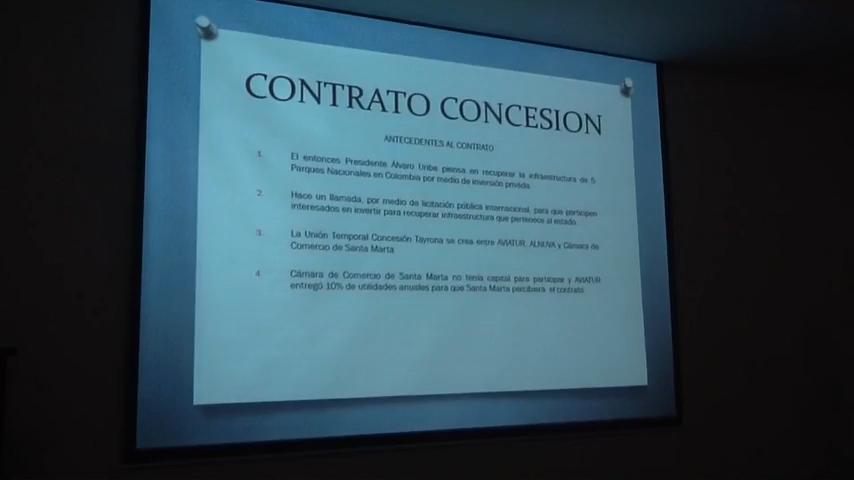 CONTRATO CONCESION
ANTECEDENTES AL CONTRATO
1. El entonces Presidente Álvaro Uribe piensa en recuperar la infraestructura de 5
Parques Nacionales en Colombia por medio de inversión privada.
2. Hace un llamada, por medio de licitación pública internacional, para que participen
interesados en invertir para recuperar infraestructura que pertenece al estado.
3. La Unión Temporal Concesión Tayrona se crea entre AVIATUR, ALNUVA y Cámara de
Comercio de Santa Marta
4. Cámara de Comercio de Santa Marta no tenía capital para participar y AVIATUR
entregó 10% de utilidades anuales para que Santa Marta percibiera el contrato.